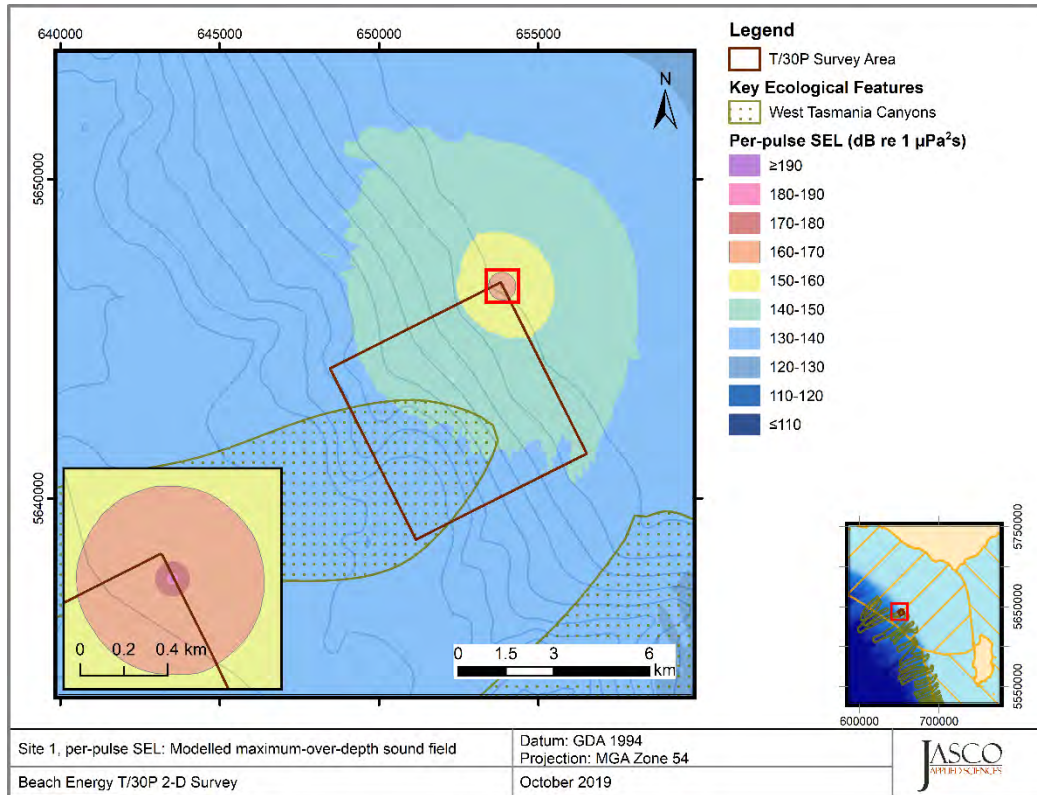 640000 645000 650000 655000
5650000
5640000
N
0 0.2 0.4 km
0 1.5 3 6
km
Legend
T/30P Survey Area
Key Ecological Features
West Tasmania Canyons
Per-pulse SEL (dB re 1 µPa²s)
≥190
180-190
170-180
160-170
150-160
140-150
130-140
120-130
110-120
≤110
5750000
5650000
5550000
600000 700000
Site 1, per-pulse SEL: Modelled maximum-over-depth sound field
Datum: GDA 1994
Projection: MGA Zone 54
Beach Energy T/30P 2-D Survey
October 2019
JASCO
APPLIED SCIENCES